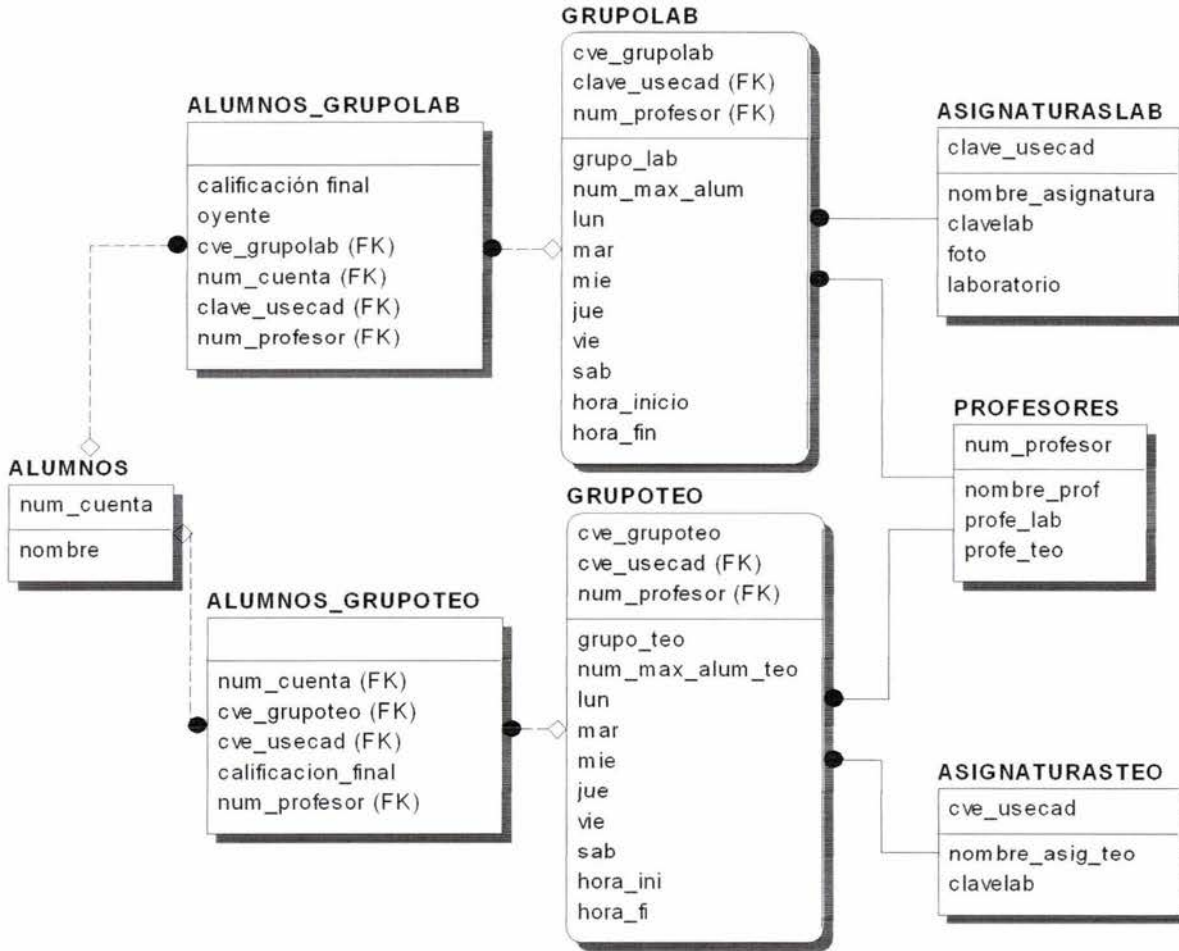 GRUPOLAB
cve_grupolab
clave_usecad (FK)
num_profesor (FK)
grupo_lab
num_max_alum
lun
mar
mie
jue
vie
sab
hora_inicio
hora_fin
ALUMNOS_GRUPOLAB
calificación final
oyente
cve_grupolab (FK)
num_cuenta (FK)
clave_usecad (FK)
num_profesor (FK)
ASIGNATURASLAB
clave_usecad
nombre_asignatura
clavelab
foto
laboratorio
PROFESORES
num_profesor
nombre_prof
profe_lab
profe_teo
ALUMNOS
num_cuenta
nombre
GRUPOTEO
cve_grupoteo
cve_usecad (FK)
num_profesor (FK)
grupo_teo
num_max_alum_teo
lun
mar
mie
jue
vie
sab
hora_ini
hora_fi
ALUMNOS_GRUPOTEO
num_cuenta (FK)
cve_grupoteo (FK)
cve_usecad (FK)
calificacion_final
num_profesor (FK)
ASIGNATURASTEO
cve_usecad
nombre_asig_teo
clavelab